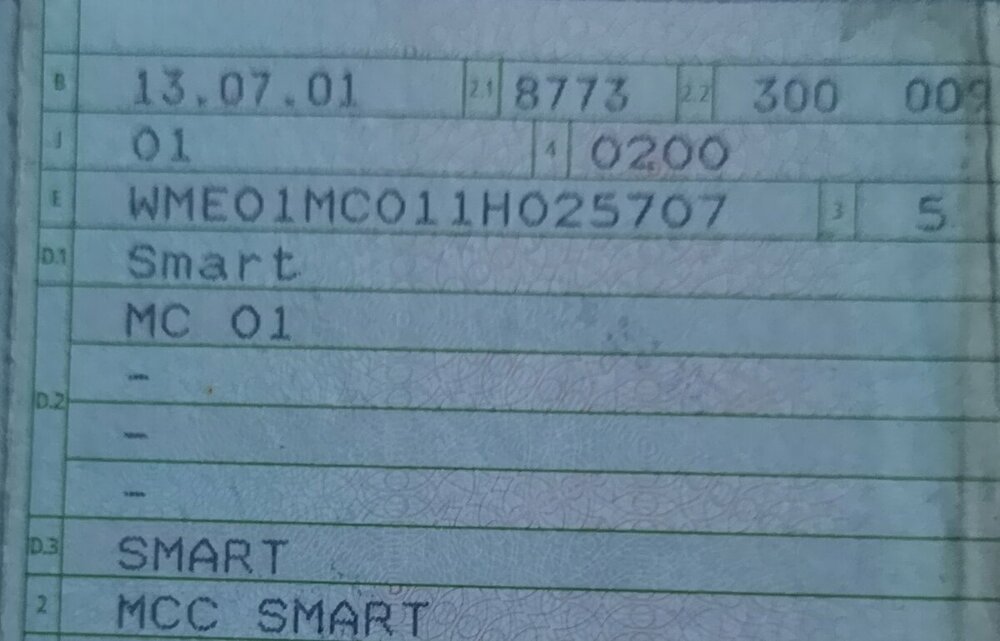 B 13.07.01 2.1 8773 2.2 300 009
J 01 4 0200
E WME01MC011H025707 3 5
D.1 Smart
MC 01
-
D.2
-
-
D.3 SMART
2 MCC SMART